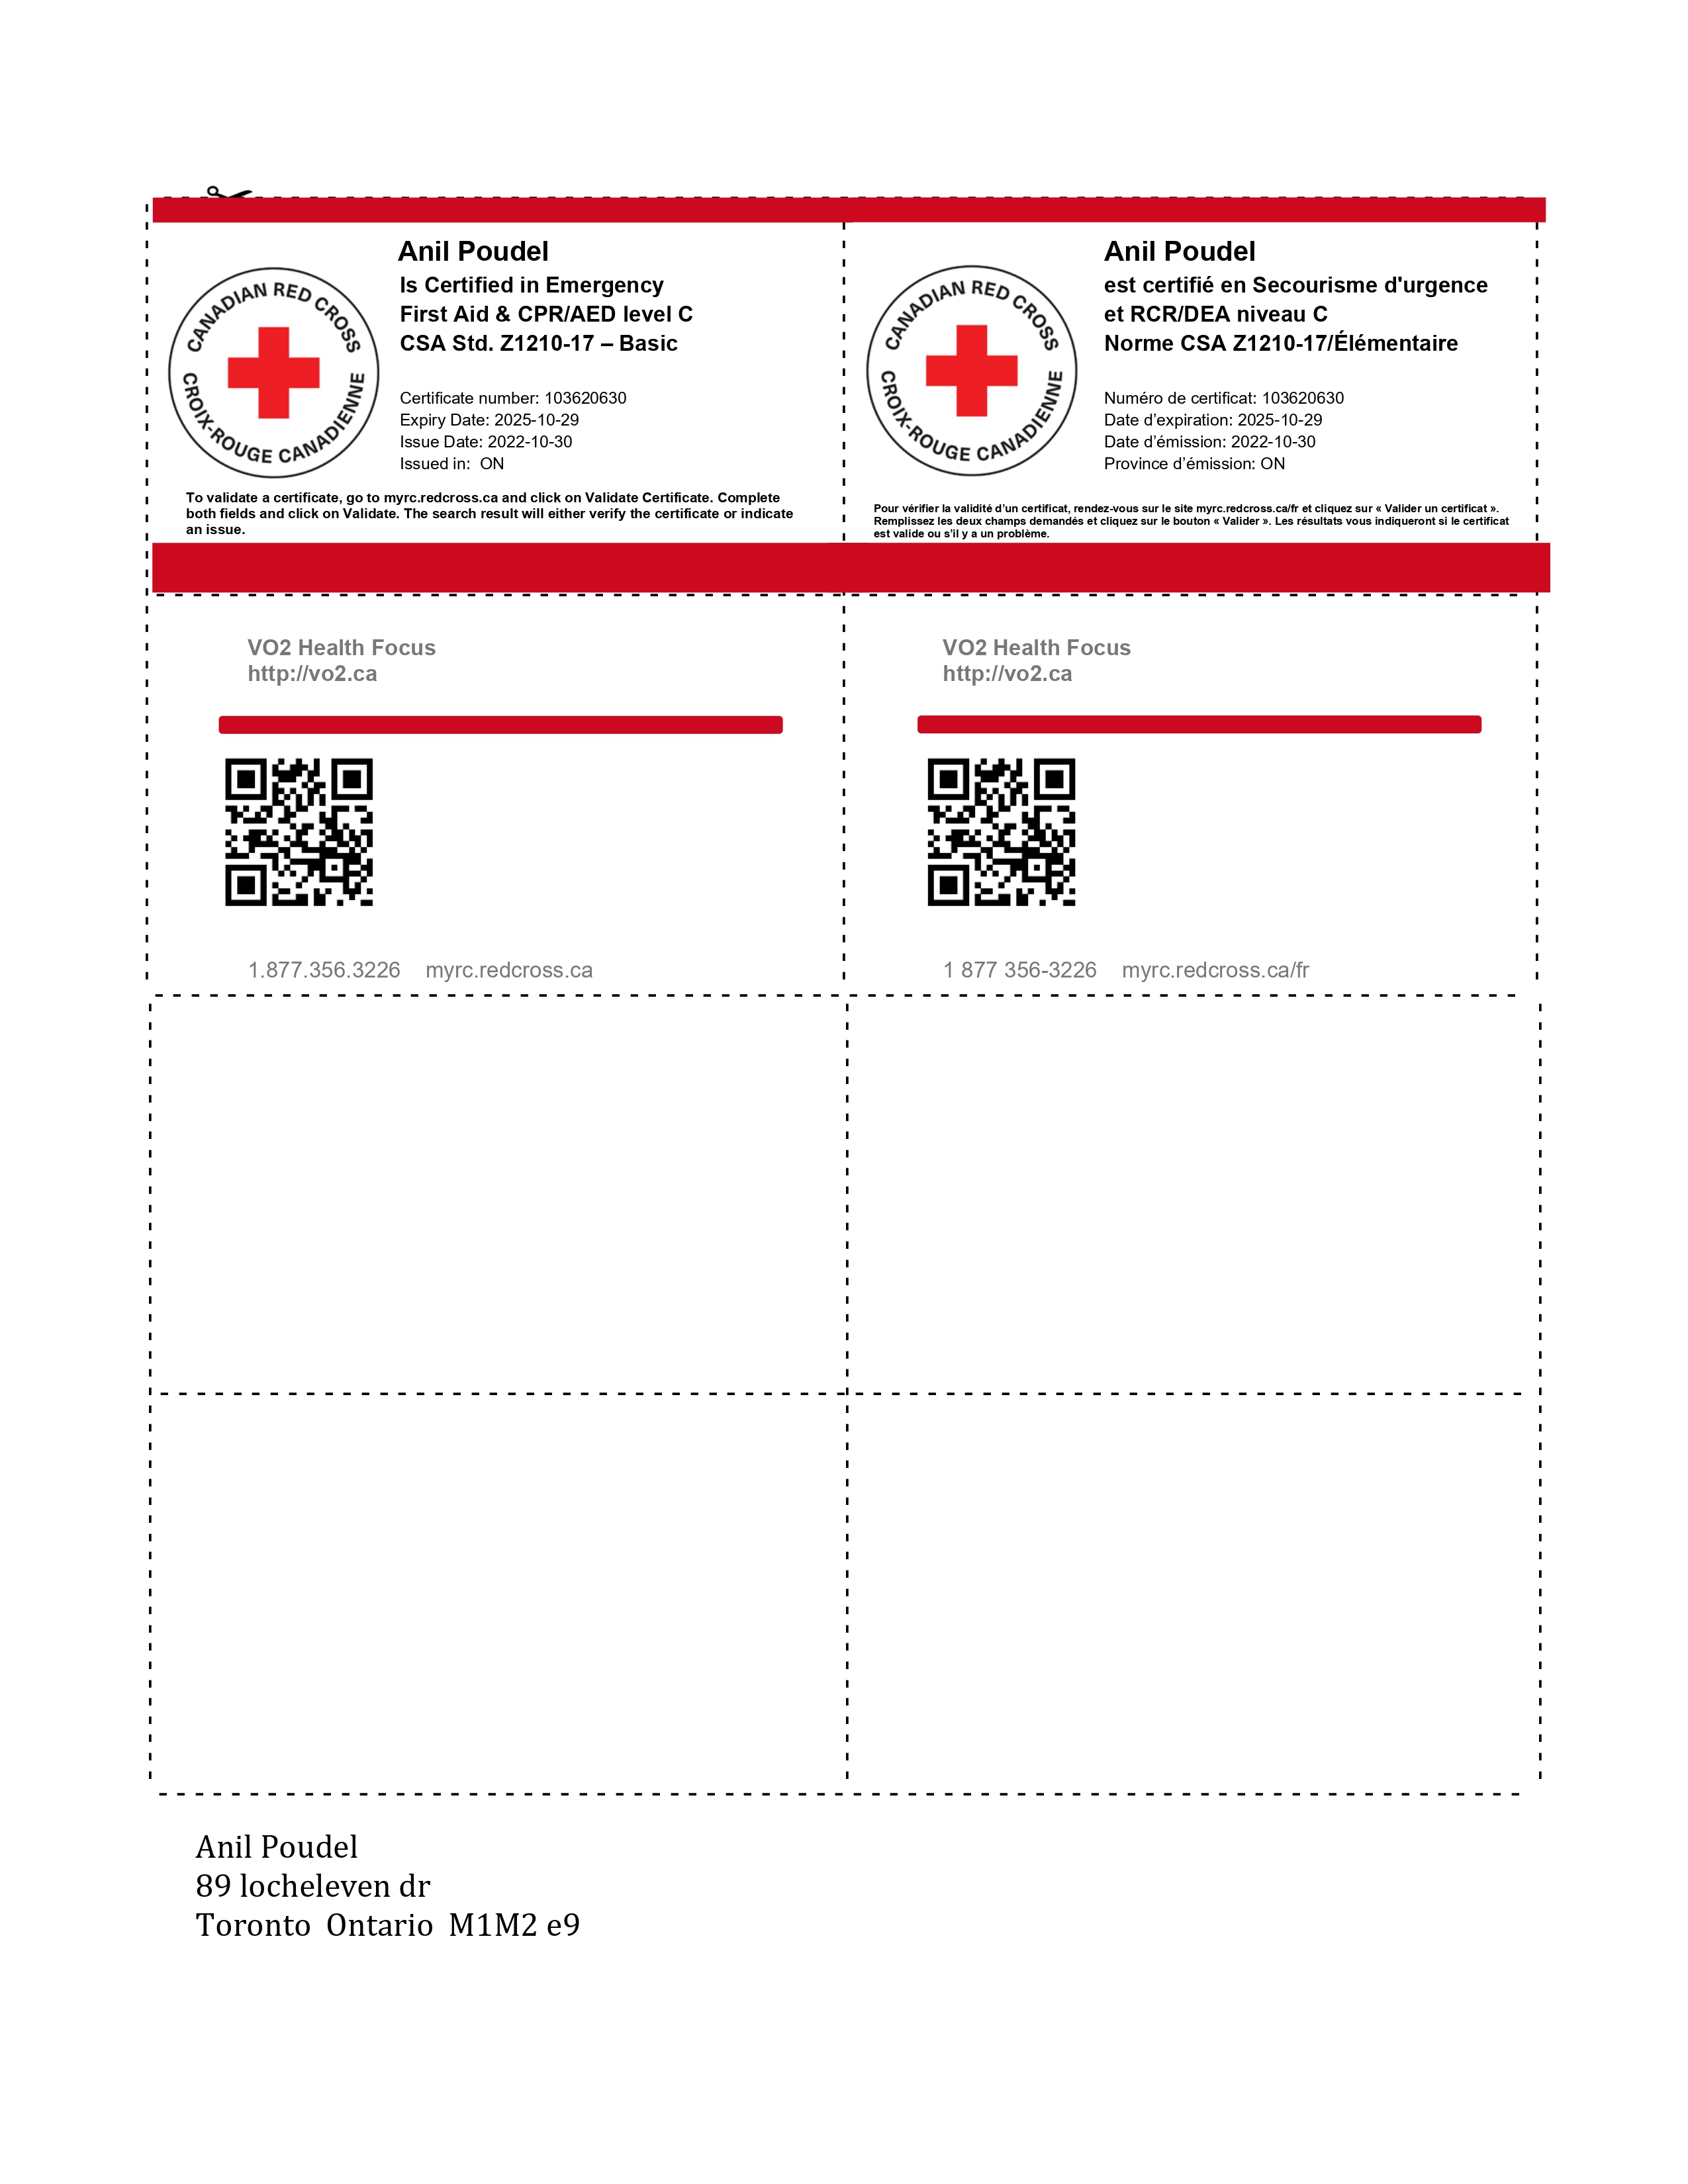 Anil Poudel
Is Certified in Emergency
First Aid & CPR/AED level C
CSA Std. Z1210-17 – Basic
CANADIAN RED CROSS
CROIX-ROUGE CANADIENNE
Certificate number: 103620630
Expiry Date: 2025-10-29
Issue Date: 2022-10-30
Issued in:  ON
To validate a certificate, go to myrc.redcross.ca and click on Validate Certificate. Complete
both fields and click on Validate. The search result will either verify the certificate or indicate
an issue.
Anil Poudel
est certifié en Secourisme d'urgence
et RCR/DEA niveau C
Norme CSA Z1210-17/Élémentaire
CANADIAN RED CROSS
CROIX-ROUGE CANADIENNE
Numéro de certificat: 103620630
Date d’expiration: 2025-10-29
Date d’émission: 2022-10-30
Province d’émission: ON
Pour vérifier la validité d’un certificat, rendez-vous sur le site myrc.redcross.ca/fr et cliquez sur « Valider un certificat ».
Remplissez les deux champs demandés et cliquez sur le bouton « Valider ». Les résultats vous indiqueront si le certificat
est valide ou s’il y a un problème.
VO2 Health Focus
http://vo2.ca
1.877.356.3226 myrc.redcross.ca
VO2 Health Focus
http://vo2.ca
1 877 356-3226 myrc.redcross.ca/fr
Anil Poudel
89 locheleven dr
Toronto  Ontario  M1M2 e9